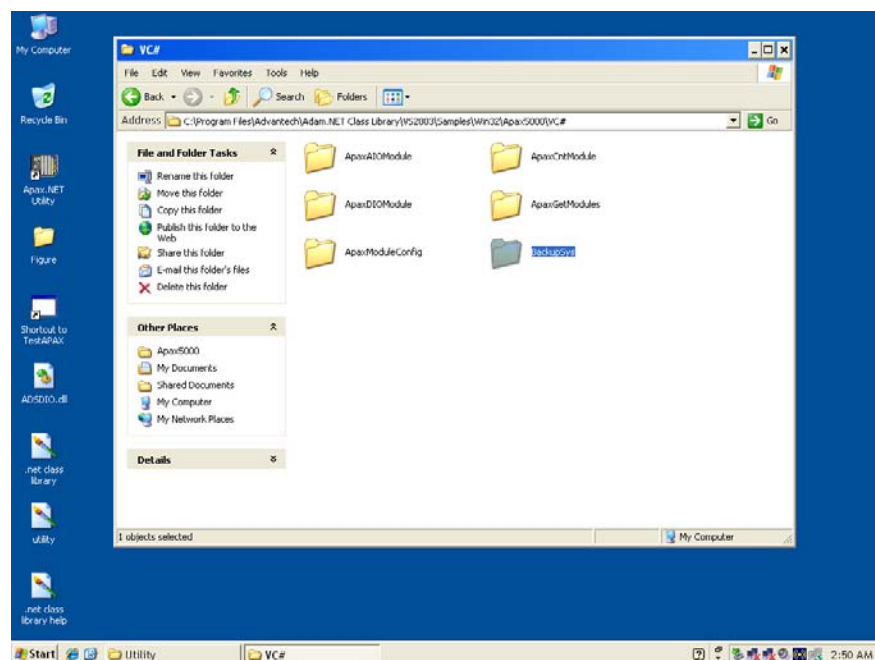 My Computer
Recycle Bin
Apax.NET
Utility
Figure
Shortcut to
TestAPAX
ADSDIO.dll
.net class
library
utility
.net class
library help
VC#
File Edit View Favorites Tools Help
Back Search Folders
Address C:\Program Files\Advantech\Adam.NET Class Library\VS2003\Samples\Win32\Apax5000\VC# Go
File and Folder Tasks
Rename this folder
Move this folder
Copy this folder
Publish this folder to the
Web
Share this folder
E-mail this folder's files
Delete this folder
Other Places
Apax5000
My Documents
Shared Documents
My Computer
My Network Places
Details
ApaxAIOModule ApaxCntModule
ApaxDIOModule ApaxGetModules
ApaxModuleConfig BackupSys
1 objects selected My Computer
Start Utility VC# 2:50 AM